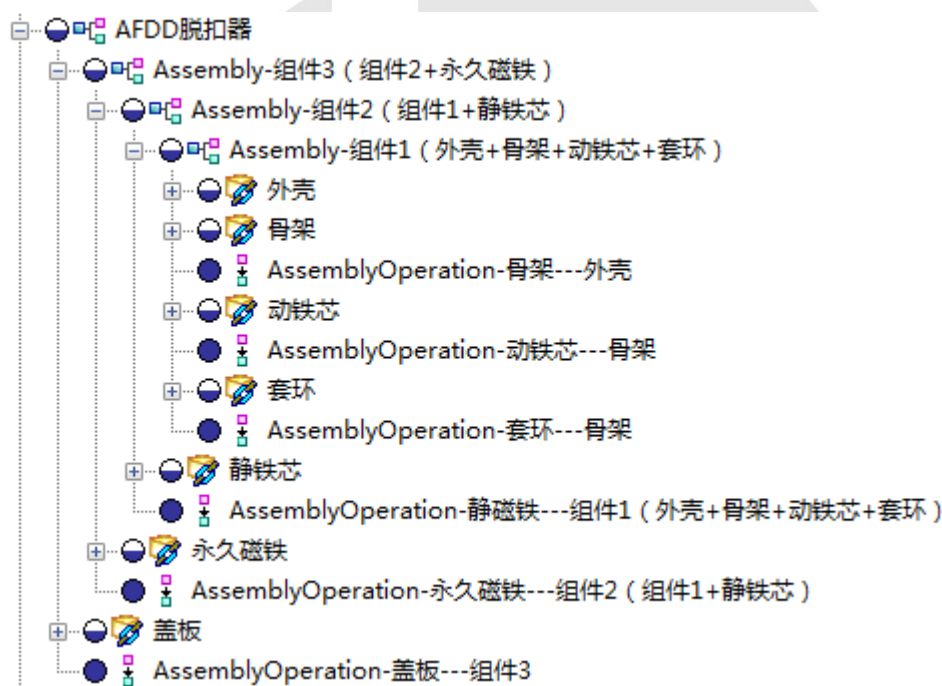 AFDD脱扣器
Assembly-组件3（组件2+永久磁铁）
Assembly-组件2（组件1+静铁芯）
Assembly-组件1（外壳+骨架+动铁芯+套环）
外壳
骨架
AssemblyOperation-骨架---外壳
动铁芯
AssemblyOperation-动铁芯---骨架
套环
AssemblyOperation-套环---骨架
静铁芯
AssemblyOperation-静磁铁---组件1（外壳+骨架+动铁芯+套环）
永久磁铁
AssemblyOperation-永久磁铁---组件2（组件1+静铁芯）
盖板
AssemblyOperation-盖板---组件3